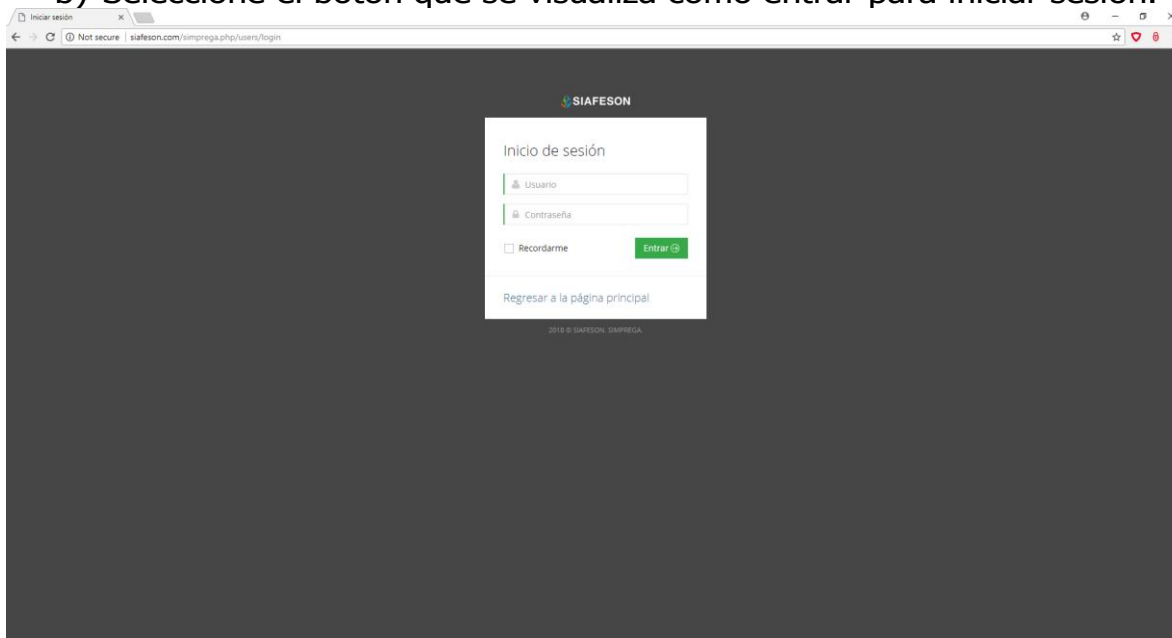 b) Seleccione el botón que se visualiza como entrar para iniciar sesión.
Iniciar sesión
Not secure | siafeson.com/simprega.php/users/login
SIAFESON
Inicio de sesión
Usuario
Contraseña
Recordarme
Entrar
Regresar a la página principal
2018 © SIAFESON. SIMPREGA.